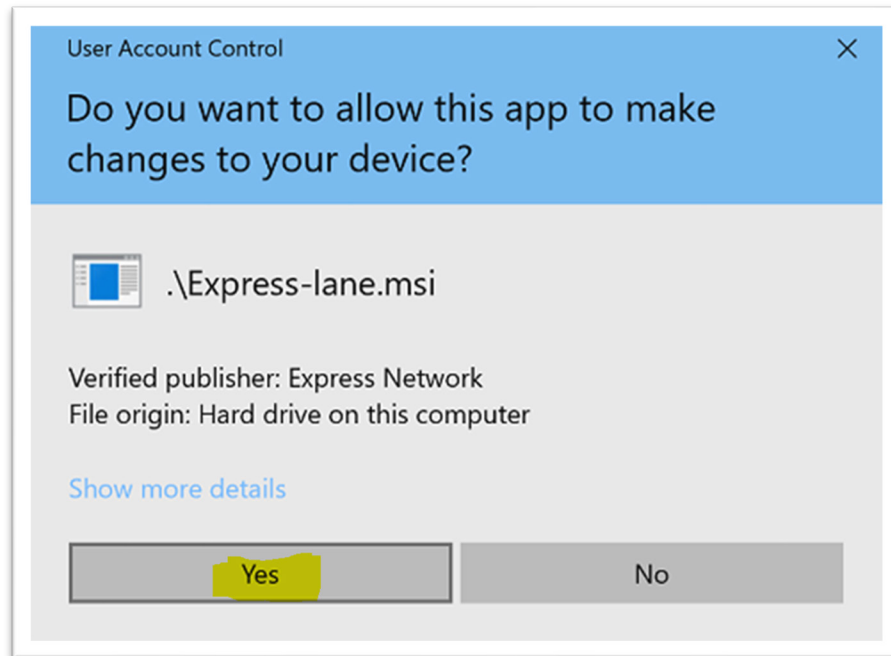 User Account Control
Do you want to allow this app to make
changes to your device?
.\Express-lane.msi
Verified publisher: Express Network
File origin: Hard drive on this computer
Show more details
Yes
No